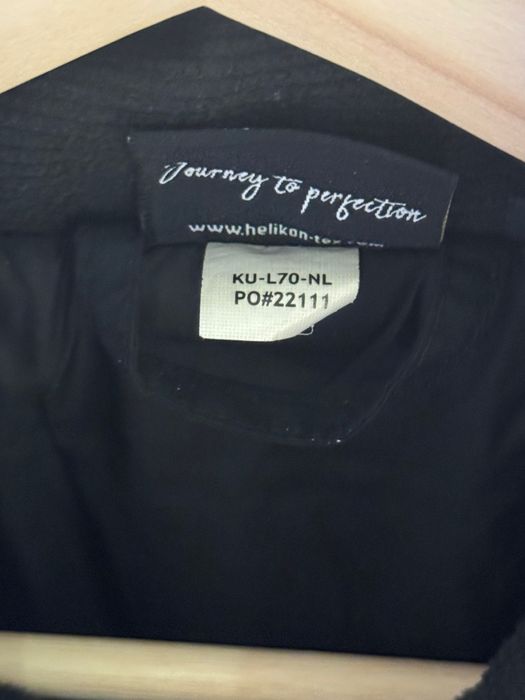 Journey to perfection
www.helikon-tex.com
KU-L70-NL
PO#22111